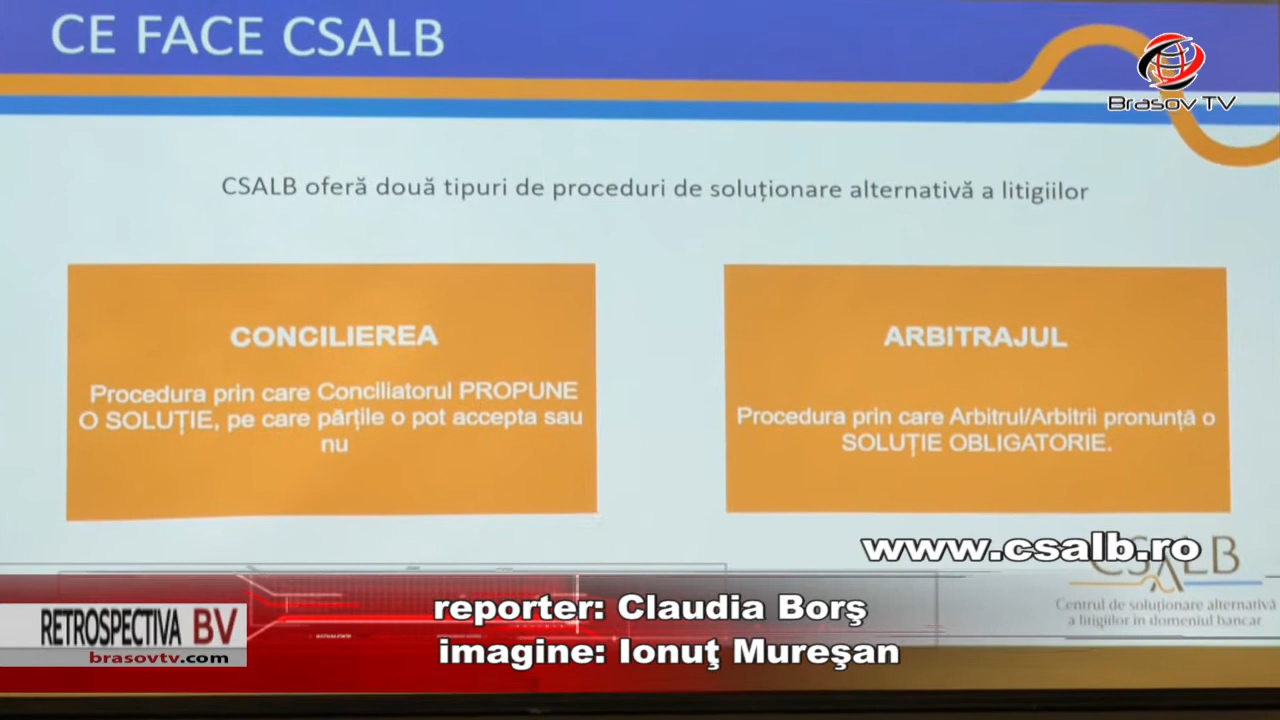 CE FACE CSALB
Brasov TV
CSALB oferă două tipuri de proceduri de soluționare alternativă a litigiilor
CONCILIEREA
Procedura prin care Conciliatorul PROPUNE
O SOLUȚIE, pe care părțile o pot accepta sau
nu
ARBITRAJUL
Procedura prin care Arbitrul/Arbitrii pronunță o
SOLUȚIE OBLIGATORIE.
www.csalb.ro
CSALB
Centrul de soluționare alternativă
a litigiilor în domeniul bancar
reporter: Claudia Borş
imagine: Ionuţ Mureşan
RETROSPECTIVA BV
brasovtv.com